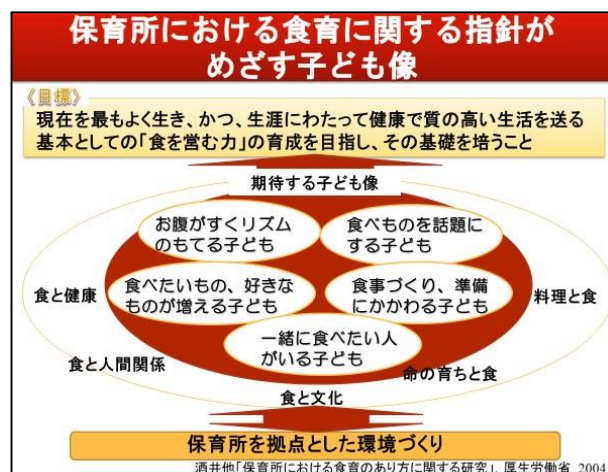 保育所における食育に関する指針が
めざす子ども像
《目標》
現在を最もよく生き、かつ、生涯にわたって健康で質の高い生活を送る
基本としての「食を営む力」の育成を目指し、その基礎を培うこと
期待する子ども像
お腹がすくリズム
のもてる子ども
食べものを話題に
する子ども
食べたいもの、好きな
ものが増える子ども
食事づくり、準備
にかかわる子ども
一緒に食べたい人
がいる子ども
食と健康
料理と食
食と人間関係
命の育ちと食
食と文化
保育所を拠点とした環境づくり
酒井他「保育所における食育のあり方に関する研究」, 厚生労働省, 2004